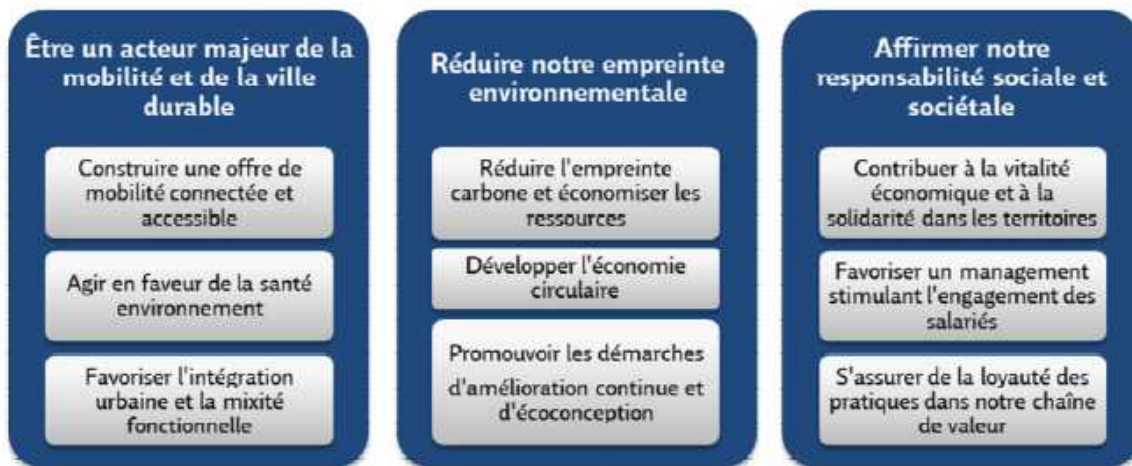 Être un acteur majeur de la
mobilité et de la ville
durable
Construire une offre de
mobilité connectée et
accessible
Agir en faveur de la santé
environnement
Favoriser l'intégration
urbaine et la mixité
fonctionnelle
Réduire notre empreinte
environnementale
Réduire l'empreinte
carbone et économiser les
ressources
Développer l'économie
circulaire
Promouvoir les démarches
d'amélioration continue et
d'écoconception
Affirmer notre
responsabilité sociale et
sociétale
Contribuer à la vitalité
économique et à la
solidarité dans les territoires
Favoriser un management
stimulant l'engagement des
salariés
S'assurer de la loyauté des
pratiques dans notre chaîne
de valeur